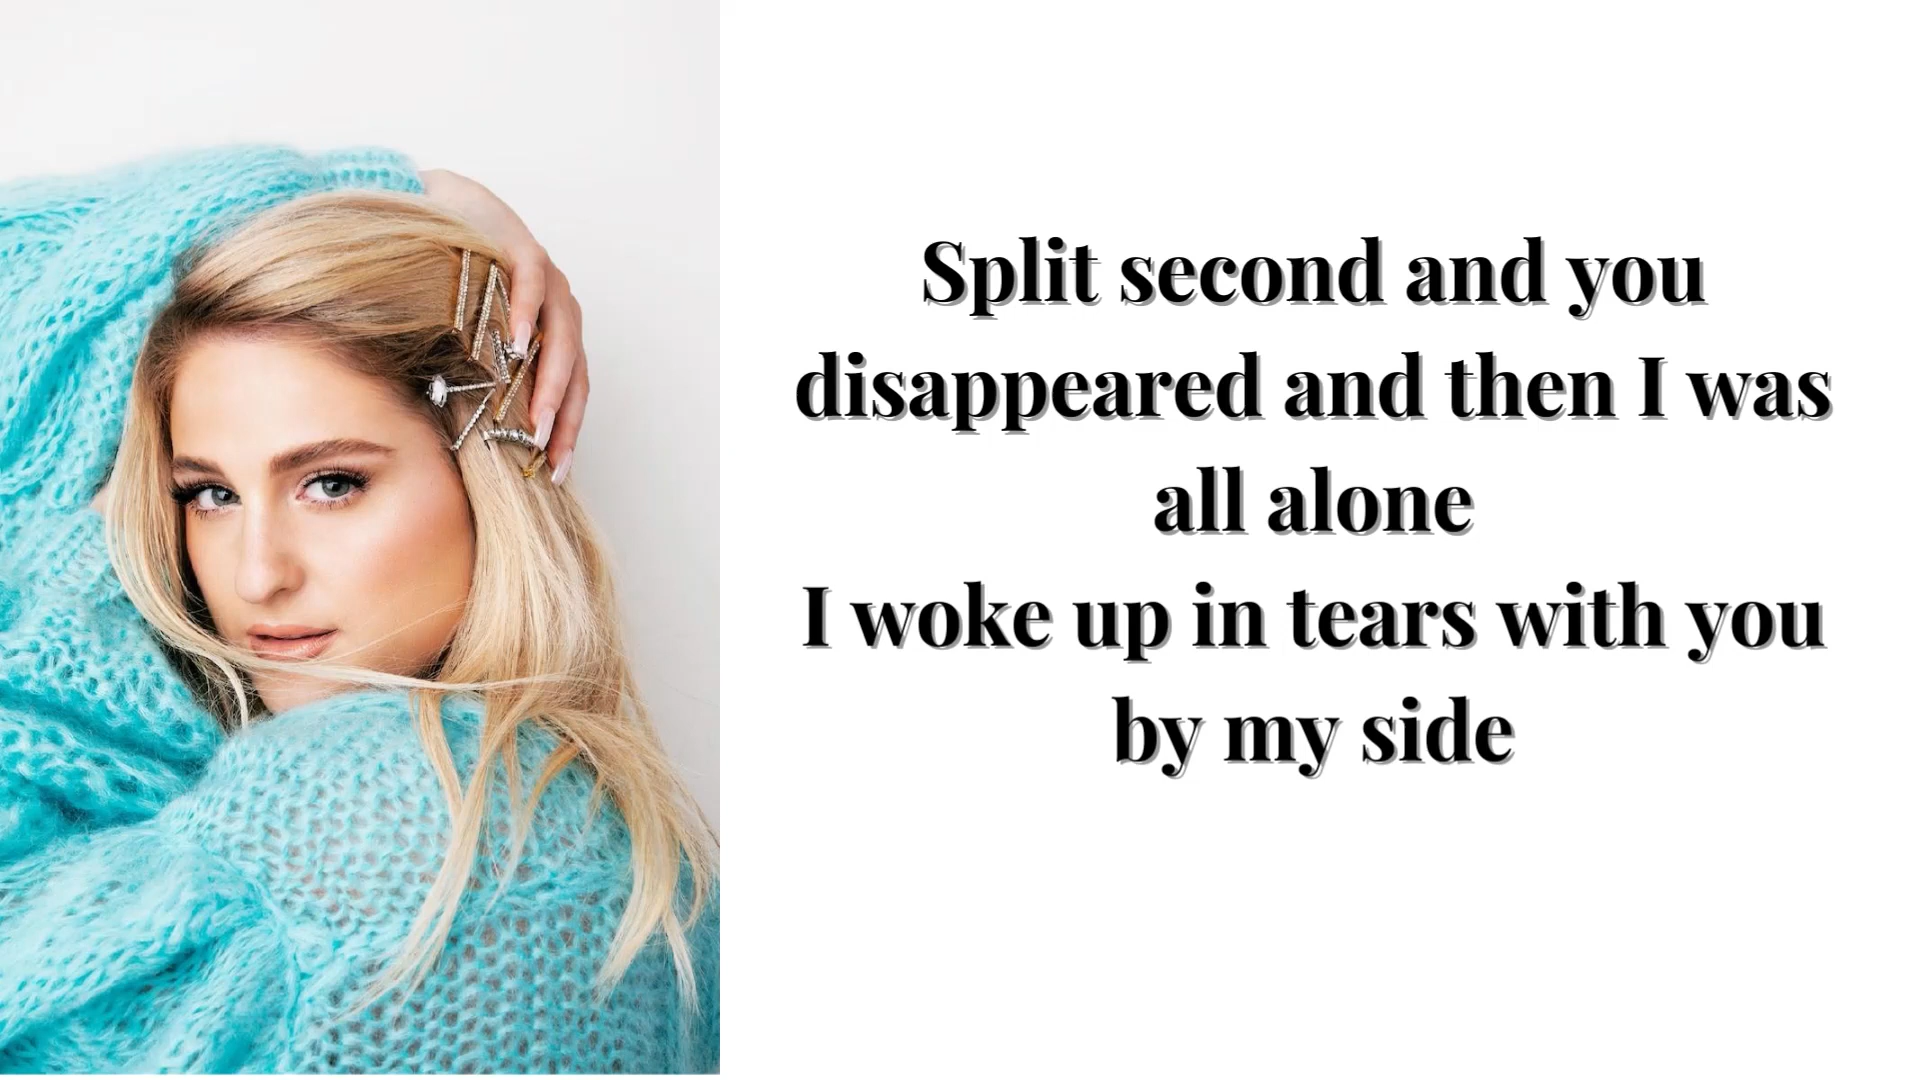 Split second and you
disappeared and then I was
all alone
I woke up in tears with you
by my side